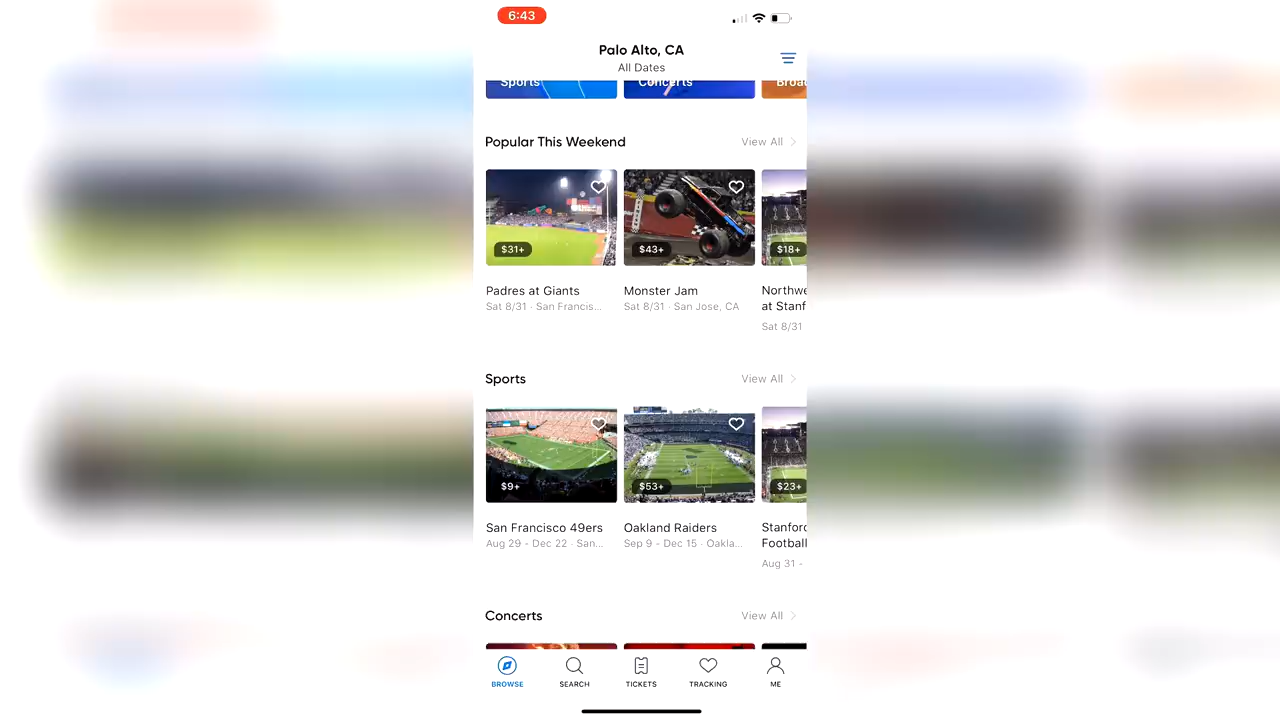 6:43
Palo Alto, CA
All Dates
Sports
Concerts
Popular This Weekend
View All
$31+
$43+
$18+
Padres at Giants
Sat 8/31 · San Francis...
Monster Jam
Sat 8/31 · San Jose, CA
at
Sat 8/31
Sports
View All
$9+
$53+
$23+
San Francisco 49ers
Aug 29 - Dec 22 · San...
Oakland Raiders
Sep 9 - Dec 15 · Oakla...
Football
Aug 31 -
Concerts
View All
BROWSE
SEARCH
TICKETS
TRACKING
ME